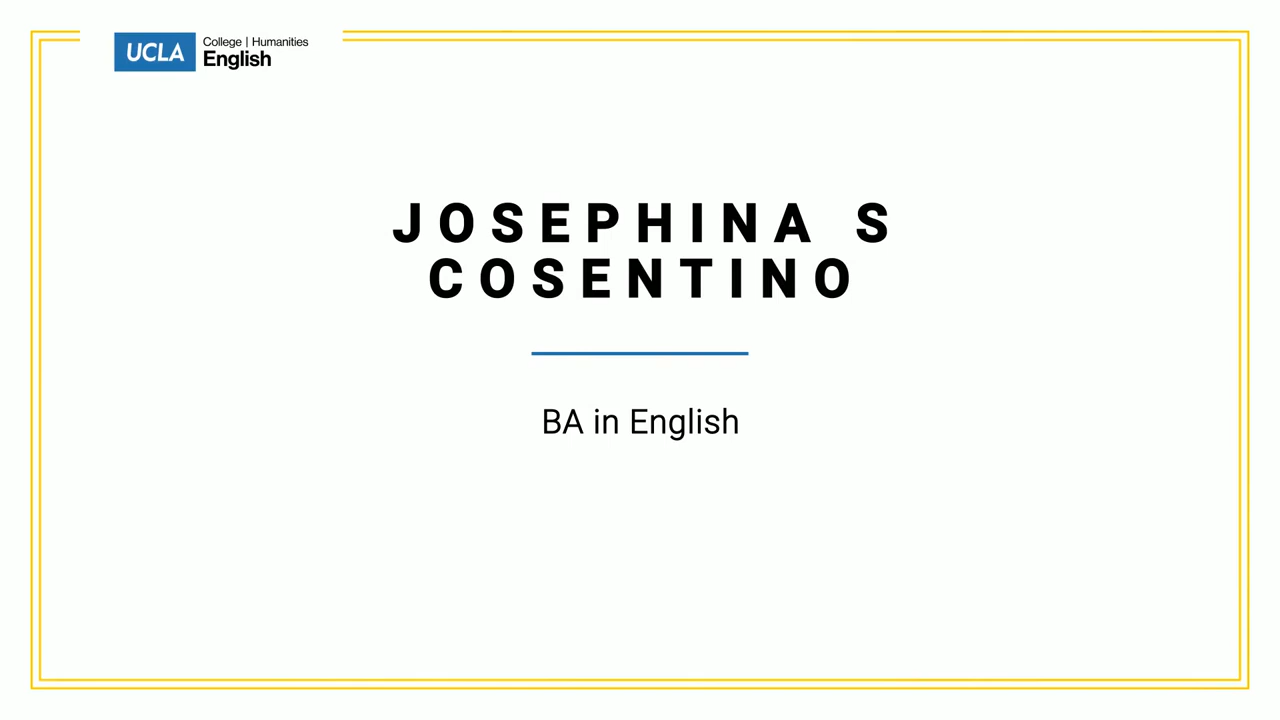 UCLA
College | Humanities
English
JOSEPHINA S
COSENTINO
BA in English